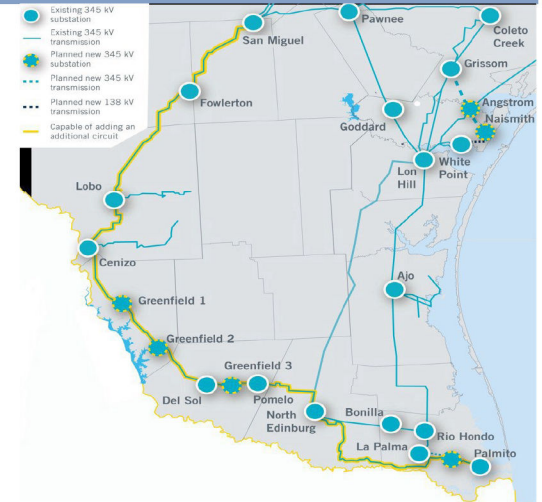 Existing 345 kV
substation
Existing 345 kV
transmission
Planned new 345 kV
substation
Planned new 345 kV
transmission
Planned new 138 kV
transmission
Capable of adding an
additional circuit
San Miguel
Pawnee
Coleto
Creek
Grissom
Fowlerton
Angstrom
Naismith
Goddard
White
Point
Lon
Hill
Lobo
Cenizo
Ajo
Greenfield 1
Greenfield 2
Greenfield 3
Del Sol
Pomelo
North
Edinburg
Bonilla
Rio Hondo
La Palma
Palmito